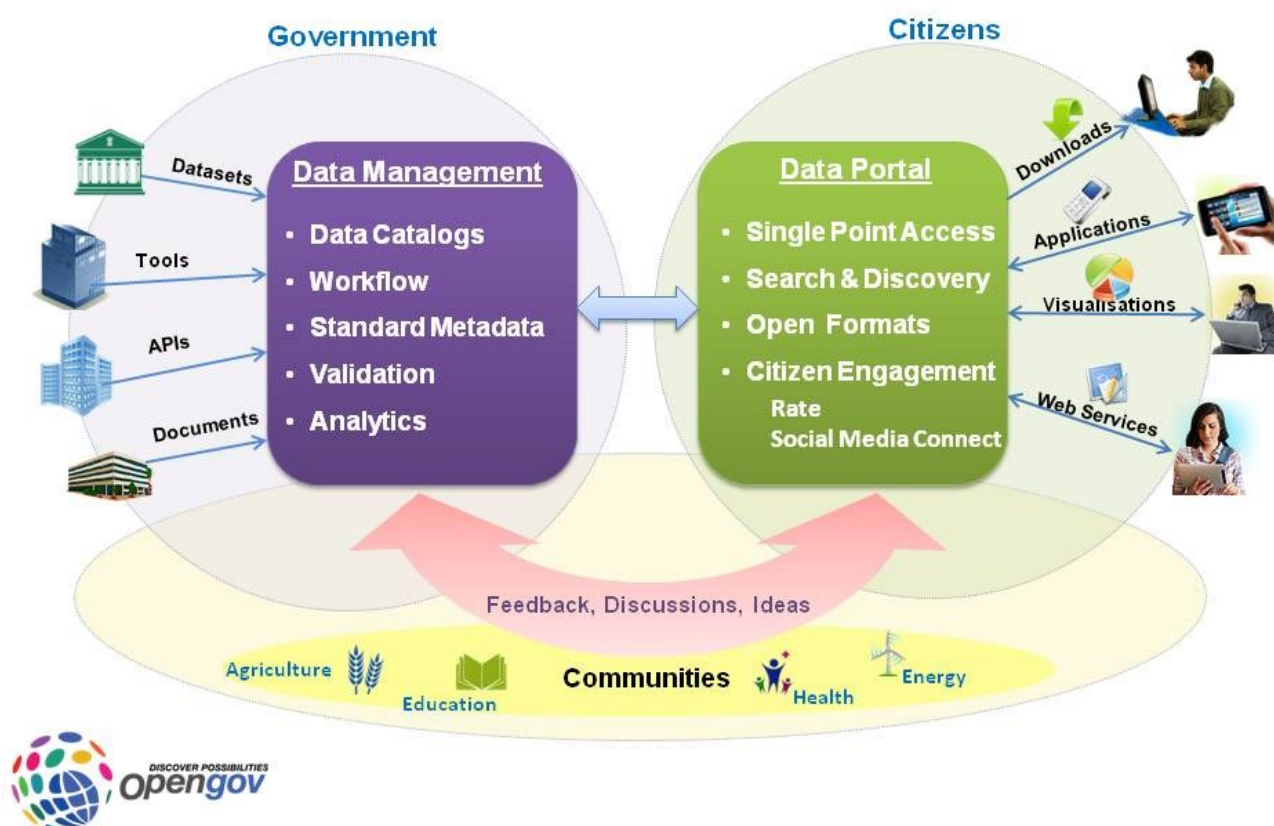 Government
Citizens
Datasets
Tools
APIs
Documents
Data Management
• Data Catalogs
• Workflow
• Standard Metadata
• Validation
• Analytics
Data Portal
• Single Point Access
• Search & Discovery
• Open Formats
• Citizen Engagement
Rate
Social Media Connect
Downloads
Applications
Visualisations
Web Services
Feedback, Discussions, Ideas
Agriculture
Education
Communities
Health
Energy
DISCOVER POSSIBILITIES
opengov